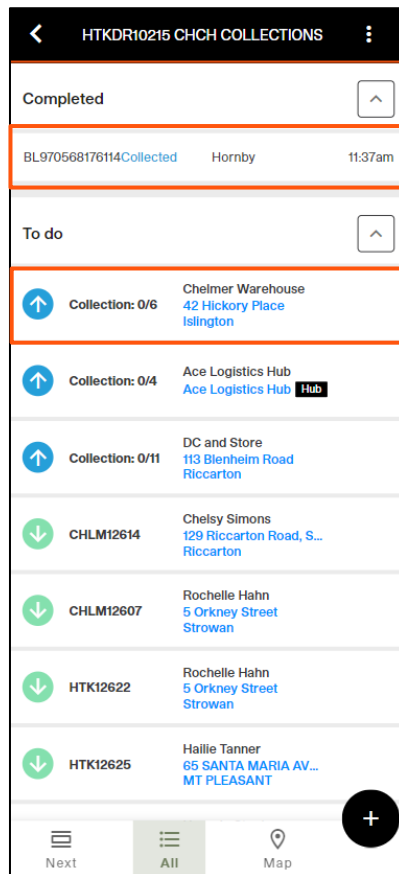 HTKDR10215 CHCH COLLECTIONS
Completed
BL970568176114Collected Hornby 11:37am
To do
Collection: 0/6
Chelmer Warehouse
42 Hickory Place
Islington
Collection: 0/4
Ace Logistics Hub
Ace Logistics Hub Hub
Collection: 0/11
DC and Store
113 Blenheim Road
Riccarton
CHLM12614
Chelsy Simons
129 Riccarton Road, S...
Riccarton
CHLM12607
Rochelle Hahn
5 Orkney Street
Strowan
HTK12622
Rochelle Hahn
5 Orkney Street
Strowan
HTK12625
Hailie Tanner
65 SANTA MARIA AV...
MT PLEASANT
Next All Map